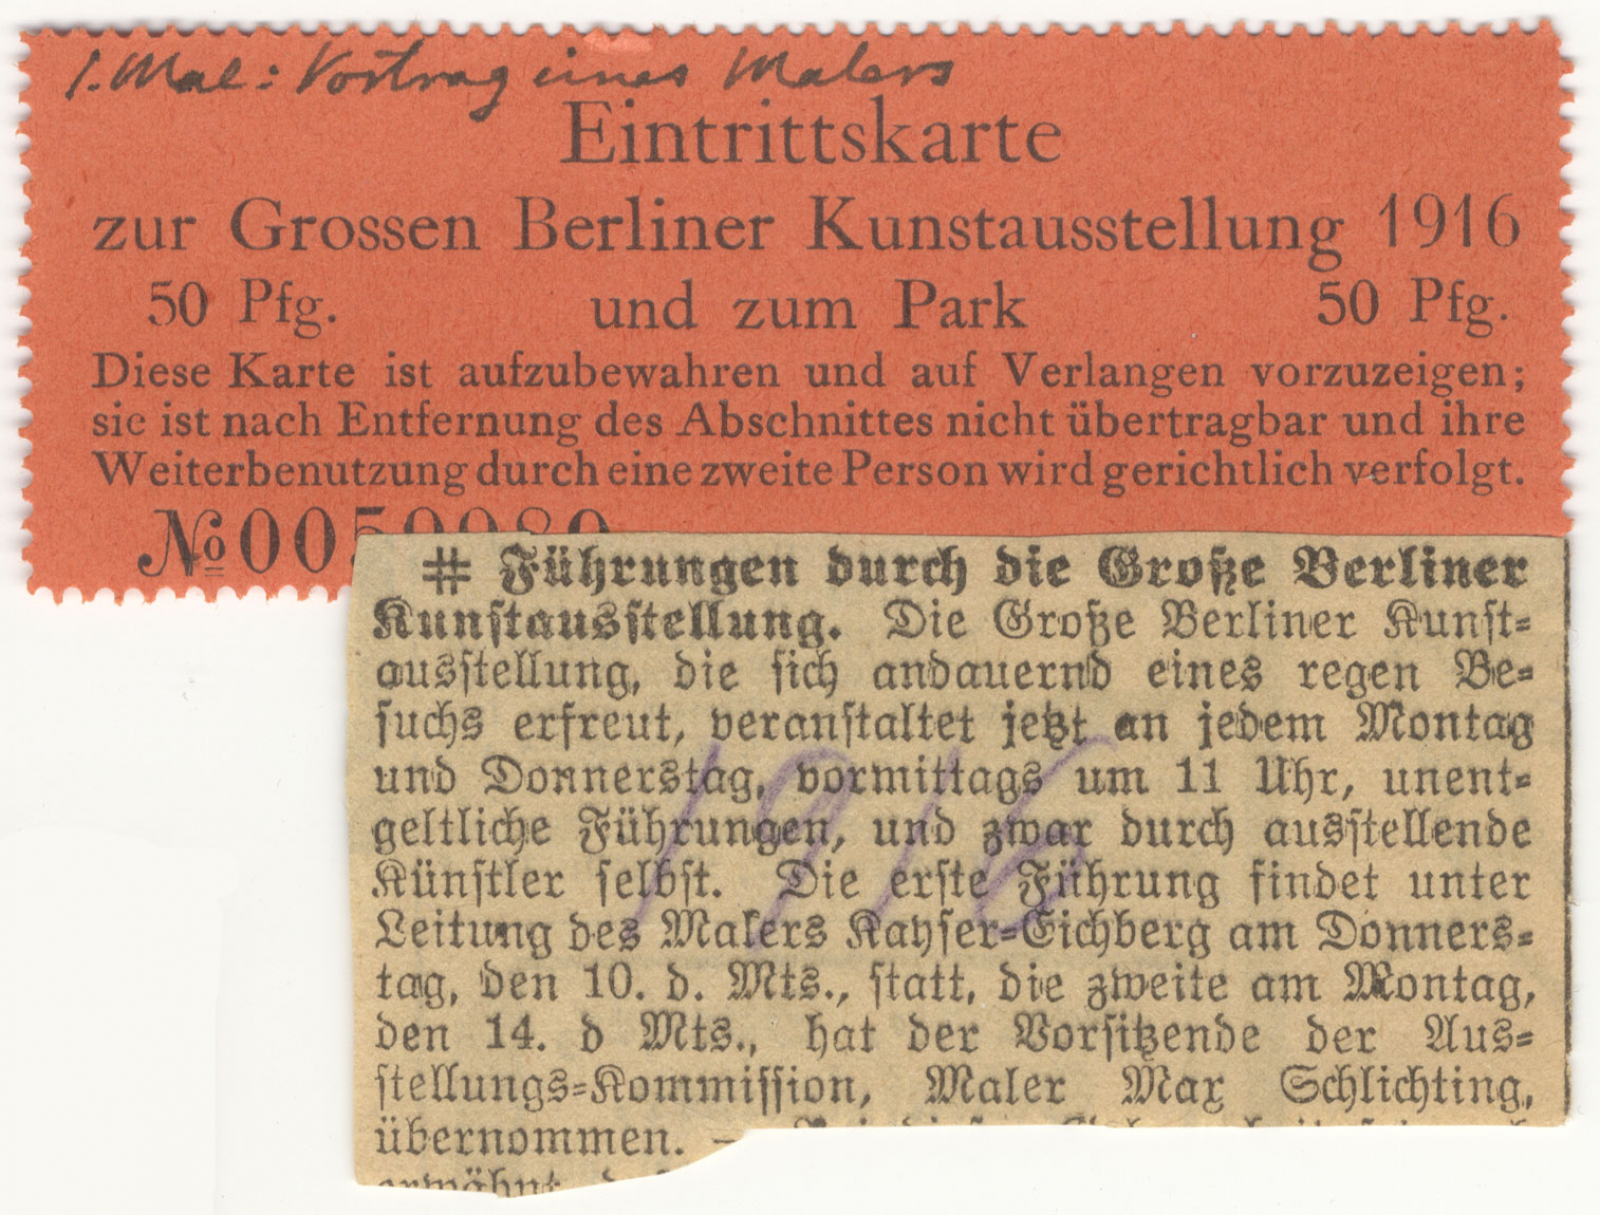 1. Mal: Vortrag eines Malers
Eintrittskarte
zur Grossen Berliner Kunstausstellung 1916
50 Pfg. und zum Park 50 Pfg.
Diese Karte ist aufzubewahren und auf Verlangen vorzuzeigen;
sie ist nach Entfernung des Abschnittes nicht übertragbar und ihre
Weiterbenutzung durch eine zweite Person wird gerichtlich verfolgt.
№ 0050080
# Führungen durch die Große Berliner
Kunstausstellung. Die Große Berliner Kunst-
ausstellung, die sich andauernd eines regen Be-
suchs erfreut, veranstaltet jetzt an jedem Montag
und Donnerstag, vormittags um 11 Uhr, unent-
geltliche Führungen, und zwar durch ausstellende
Künstler selbst. Die erste Führung findet unter
Leitung des Malers Kayser-Eichberg am Donners-
tag, den 10. d. Mts., statt, die zweite am Montag,
den 14. d Mts., hat der Vorsitzende der Aus-
stellungs-Kommission, Maler Max Schlichting,
übernommen. –
1916